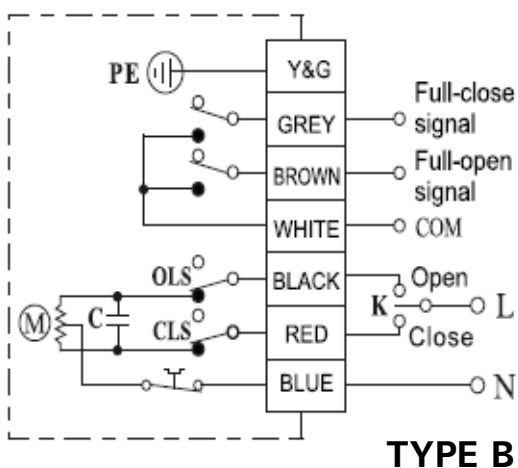 PE
Y&G
GREY
Full-close
signal
BROWN
Full-open
signal
WHITE
COM
OLS
BLACK
Open
M
C
K
L
CLS
RED
Close
BLUE
N
TYPE B